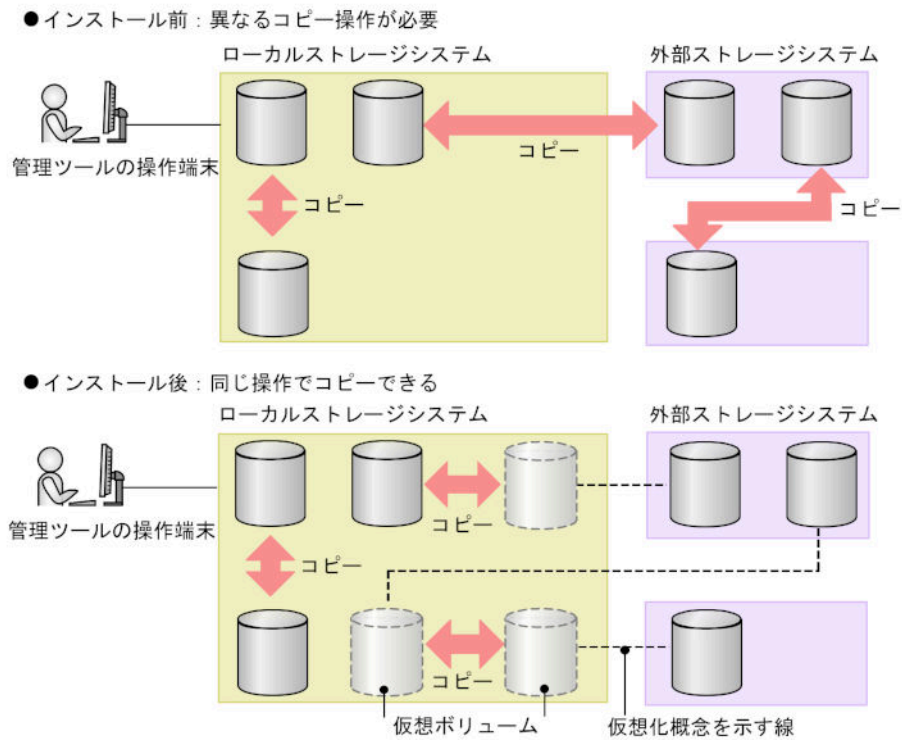 ●インストール前：異なるコピー操作が必要
ローカルストレージシステム
外部ストレージシステム
管理ツールの操作端末
コピー
コピー
コピー
●インストール後：同じ操作でコピーできる
ローカルストレージシステム
外部ストレージシステム
管理ツールの操作端末
コピー
コピー
コピー
仮想ボリューム
仮想化概念を示す線